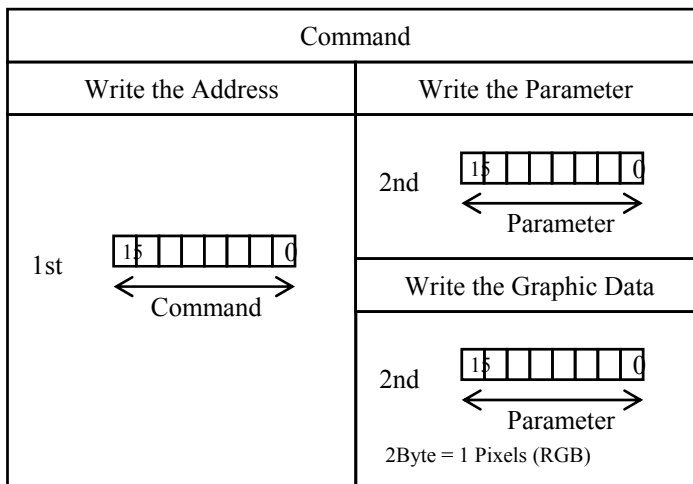 Command
Write the Address
Write the Parameter
1st
15 0
Command
2nd
15 0
Parameter
Write the Graphic Data
2nd
15 0
Parameter
2Byte = 1 Pixels (RGB)